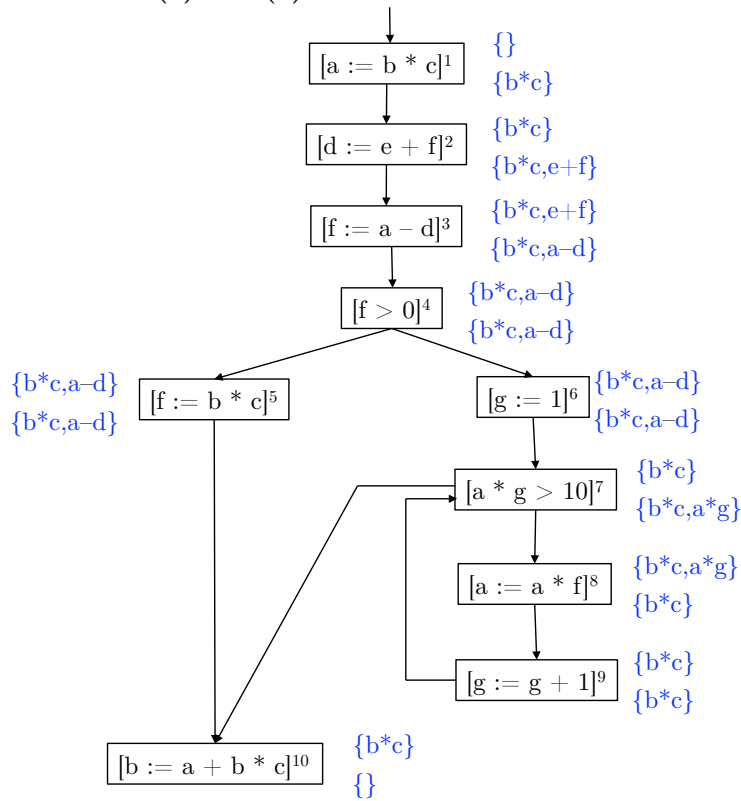 [a := b * c]¹
{}
{b*c}
[d := e + f]²
{b*c}
{b*c,e+f}
[f := a – d]³
{b*c,e+f}
{b*c,a–d}
[f > 0]⁴
{b*c,a–d}
{b*c,a–d}
{b*c,a–d}
{b*c,a–d}
[f := b * c]⁵
[g := 1]⁶
{b*c,a–d}
{b*c,a–d}
[a * g > 10]⁷
{b*c}
{b*c,a*g}
[a := a * f]⁸
{b*c,a*g}
{b*c}
[g := g + 1]⁹
{b*c}
{b*c}
[b := a + b * c]¹⁰
{b*c}
{}